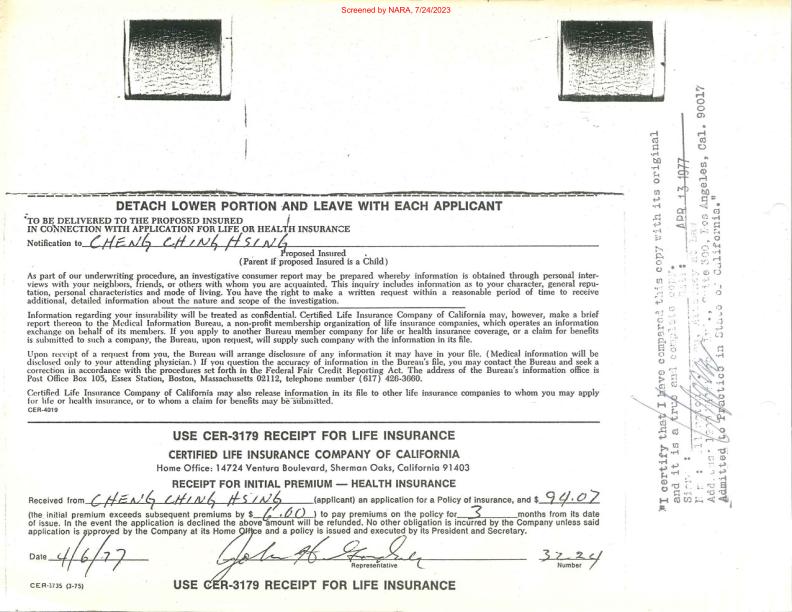 Screened by NARA, 7/24/2023
DETACH LOWER PORTION AND LEAVE WITH EACH APPLICANT
TO BE DELIVERED TO THE PROPOSED INSURED
IN CONNECTION WITH APPLICATION FOR LIFE OR HEALTH INSURANCE
Notification to CHENG CHING HSING
Proposed Insured
(Parent if proposed Insured is a Child)
As part of our underwriting procedure, an investigative consumer report may be prepared whereby information is obtained through personal inter-
views with your neighbors, friends, or others with whom you are acquainted. This inquiry includes information as to your character, general repu-
tation, personal characteristics and mode of living. You have the right to make a written request within a reasonable period of time to receive
additional, detailed information about the nature and scope of the investigation.
Information regarding your insurability will be treated as confidential. Certified Life Insurance Company of California may, however, make a brief
report thereon to the Medical Information Bureau, a non-profit membership organization of life insurance companies, which operates an information
exchange on behalf of its members. If you apply to another Bureau member company for life or health insurance coverage, or a claim for benefits
is submitted to such a company, the Bureau, upon request, will supply such company with the information in its file.
Upon receipt of a request from you, the Bureau will arrange disclosure of any information it may have in your file. (Medical information will be
disclosed only to your attending physician.) If you question the accuracy of information in the Bureau's file, you may contact the Bureau and seek a
correction in accordance with the procedures set forth in the Federal Fair Credit Reporting Act. The address of the Bureau's information office is
Post Office Box 105, Essex Station, Boston, Massachusetts 02112, telephone number (617) 426-3660.
Certified Life Insurance Company of California may also release information in its file to other life insurance companies to whom you may apply
for life or health insurance, or to whom a claim for benefits may be submitted.
CER-4019
USE CER-3179 RECEIPT FOR LIFE INSURANCE
CERTIFIED LIFE INSURANCE COMPANY OF CALIFORNIA
Home Office: 14724 Ventura Boulevard, Sherman Oaks, California 91403
RECEIPT FOR INITIAL PREMIUM — HEALTH INSURANCE
Received from CHENG CHING HSING (applicant) an application for a Policy of insurance, and $ 94.07
(the initial premium exceeds subsequent premiums by $ 6.00 ) to pay premiums on the policy for 3 months from its date
of issue. In the event the application is declined the above amount will be refunded. No other obligation is incurred by the Company unless said
application is approved by the Company at its Home Office and a policy is issued and executed by its President and Secretary.
Date 4/6/77
Representative
Number
CER-3735 (3-75)
USE CER-3179 RECEIPT FOR LIFE INSURANCE
"I certify that I have compared this copy with its original
and it is a true and complete copy.
APR 13 1977
Los Angeles, Cal. 90017
Admitted to Practice in State of California."